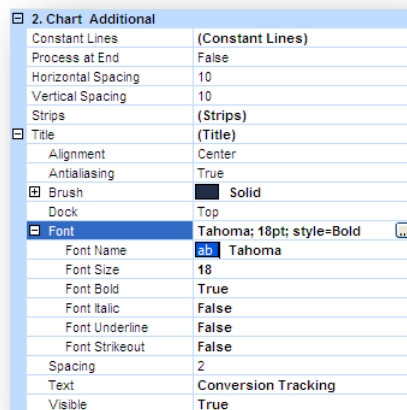 2. Chart Additional
Constant Lines (Constant Lines)
Process at End False
Horizontal Spacing 10
Vertical Spacing 10
Strips (Strips)
Title (Title)
Alignment Center
Antialiasing True
Brush Solid
Dock Top
Font Tahoma; 18pt; style=Bold ...
Font Name ab Tahoma
Font Size 18
Font Bold True
Font Italic False
Font Underline False
Font Strikeout False
Spacing 2
Text Conversion Tracking
Visible True